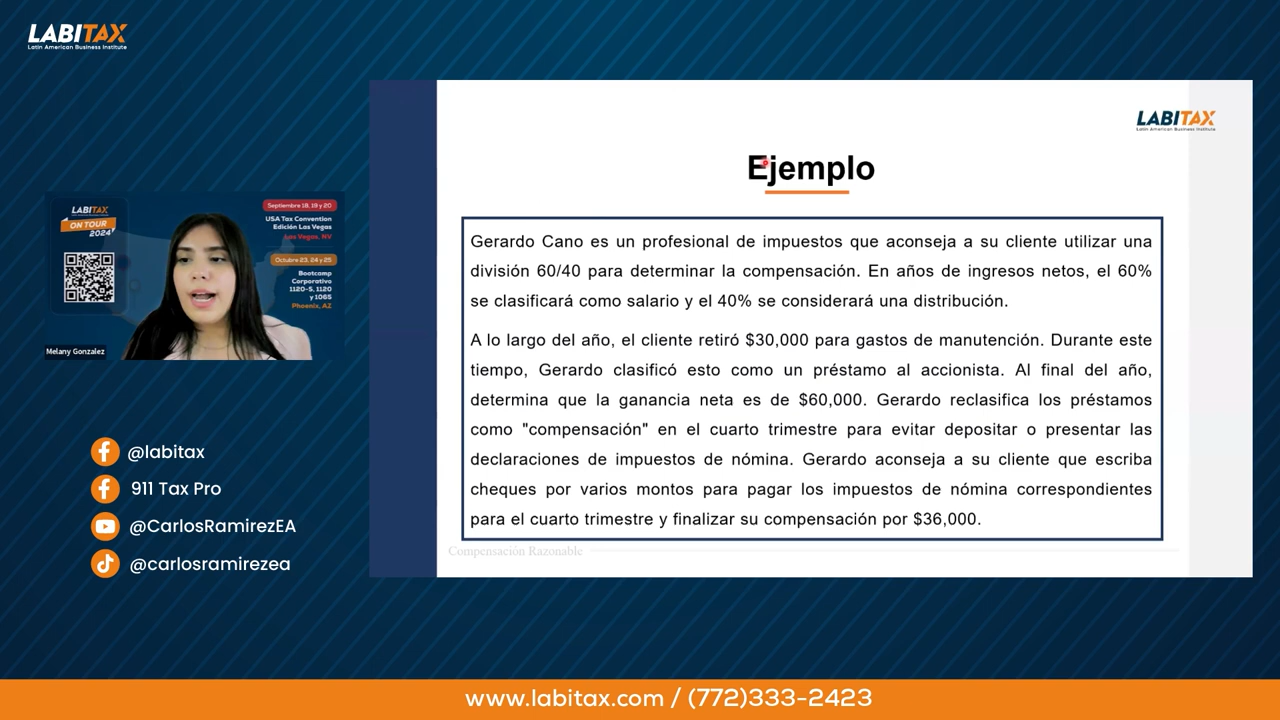 LABITAX
Latin American Business Institute
LABITAX
Latin American Business Institute
Ejemplo
Gerardo Cano es un profesional de impuestos que aconseja a su cliente utilizar una
división 60/40 para determinar la compensación. En años de ingresos netos, el 60%
se clasificará como salario y el 40% se considerará una distribución.
A lo largo del año, el cliente retiró $30,000 para gastos de manutención. Durante este
tiempo, Gerardo clasificó esto como un préstamo al accionista. Al final del año,
determina que la ganancia neta es de $60,000. Gerardo reclasifica los préstamos
como "compensación" en el cuarto trimestre para evitar depositar o presentar las
declaraciones de impuestos de nómina. Gerardo aconseja a su cliente que escriba
cheques por varios montos para pagar los impuestos de nómina correspondientes
para el cuarto trimestre y finalizar su compensación por $36,000.
Compensación Razonable
LABITAX
ON TOUR
2024
Septiembre 18, 19 y 20
USA Tax Convention
Edición Las Vegas
Las Vegas, NV
Octubre 23, 24 y 25
Bootcamp
Corporativo
1120-S, 1120
y 1065
Phoenix, AZ
Melany Gonzalez
@labitax
911 Tax Pro
@CarlosRamirezEA
@carlosramirezea
www.labitax.com / (772)333-2423